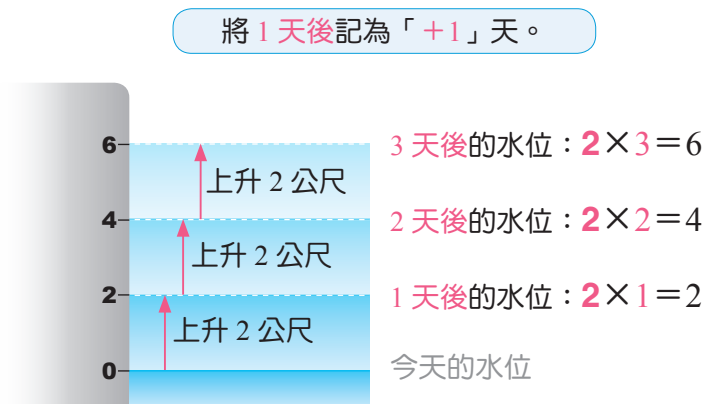 將 1 天後記為「+1」天。
6
上升 2 公尺
3 天後的水位：2×3＝6
4
上升 2 公尺
2 天後的水位：2×2＝4
2
上升 2 公尺
1 天後的水位：2×1＝2
0
今天的水位